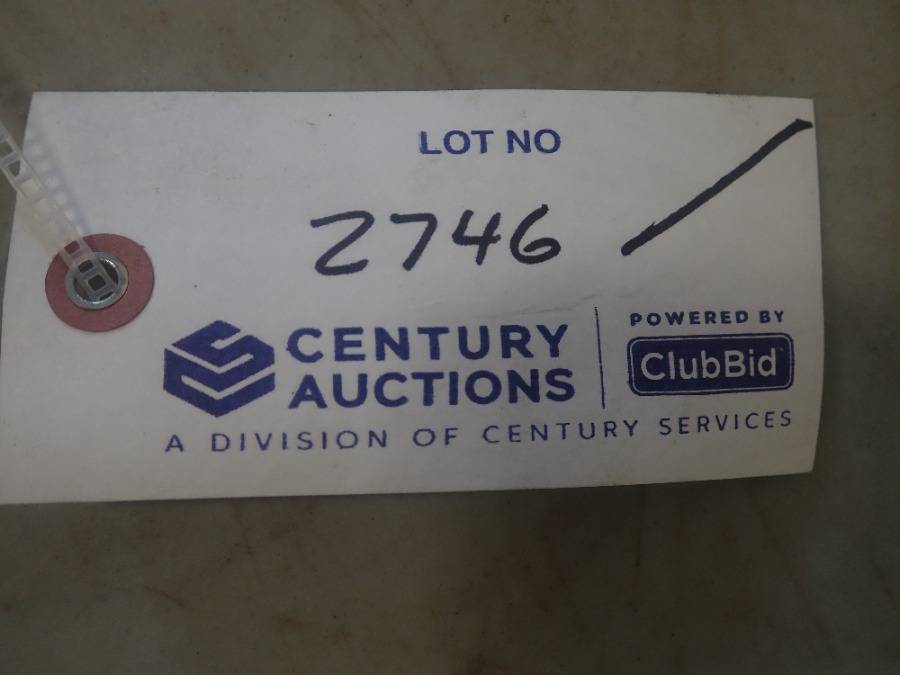 LOT NO
2746 /
CENTURY
AUCTIONS
POWERED BY
ClubBid
A DIVISION OF CENTURY SERVICES